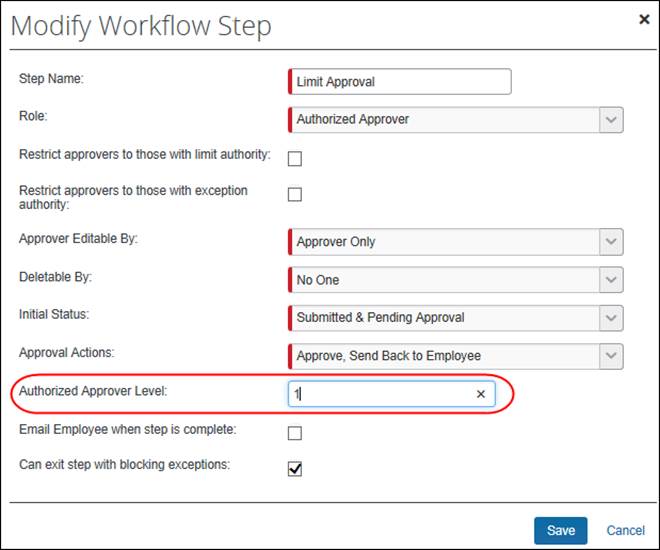 Modify Workflow Step
Step Name:
Limit Approval
Role:
Authorized Approver
Restrict approvers to those with limit authority:
Restrict approvers to those with exception
authority:
Approver Editable By:
Approver Only
Deletable By:
No One
Initial Status:
Submitted & Pending Approval
Approval Actions:
Approve, Send Back to Employee
Authorized Approver Level:
1
Email Employee when step is complete:
Can exit step with blocking exceptions:
Save
Cancel